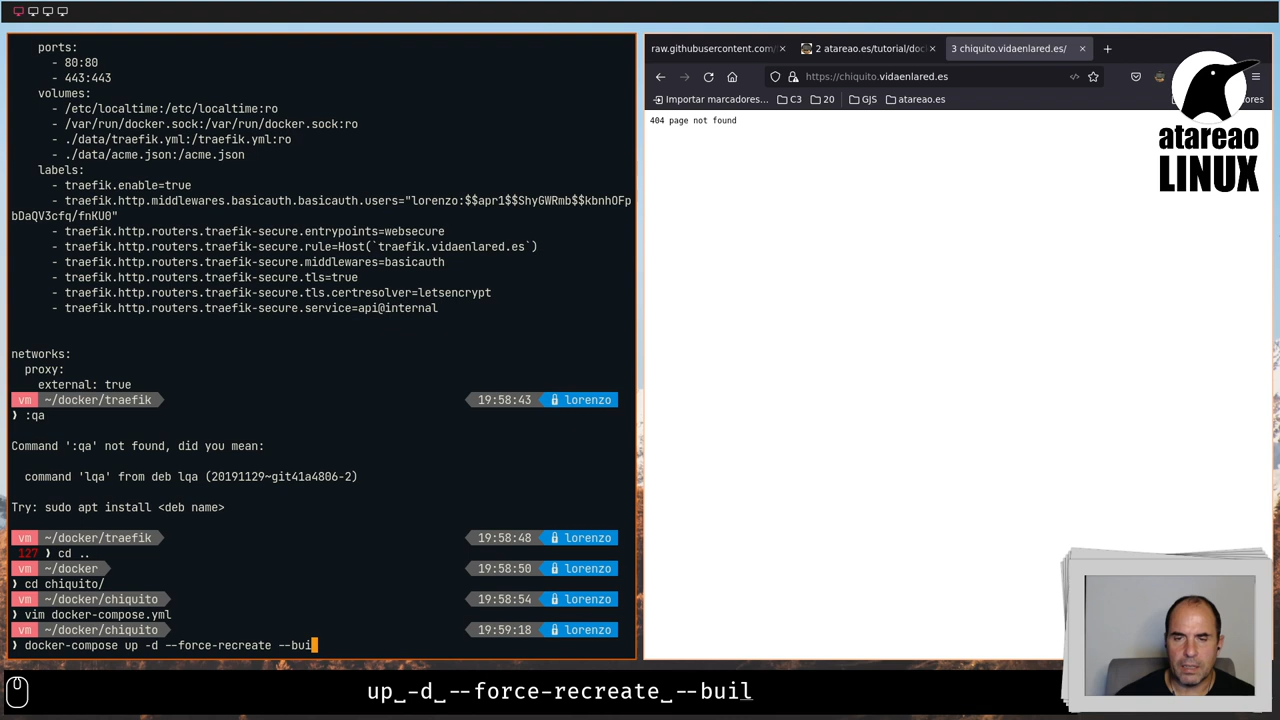 ports:
- 80:80
- 443:443
volumes:
- /etc/localtime:/etc/localtime:ro
- /var/run/docker.sock:/var/run/docker.sock:ro
- ./data/traefik.yml:/traefik.yml:ro
- ./data/acme.json:/acme.json
labels:
- traefik.enable=true
- traefik.http.middlewares.basicauth.basicauth.users="lorenzo:$$apr1$$ShyGWRmb$$kbnhOFp
bDaQV3cfq/fnKU0"
- traefik.http.routers.traefik-secure.entrypoints=websecure
- traefik.http.routers.traefik-secure.rule=Host(`traefik.vidaenlared.es`)
- traefik.http.routers.traefik-secure.middlewares=basicauth
- traefik.http.routers.traefik-secure.tls=true
- traefik.http.routers.traefik-secure.tls.certresolver=letsencrypt
- traefik.http.routers.traefik-secure.service=api@internal
networks:
proxy:
external: true
vm ~/docker/traefik 19:58:43 lorenzo
❯ :qa
Command ':qa' not found, did you mean:
command 'lqa' from deb lqa (20191129~git41a4806-2)
Try: sudo apt install <deb name>
vm ~/docker/traefik 19:58:48 lorenzo
127 ❯ cd ..
vm ~/docker 19:58:50 lorenzo
❯ cd chiquito/
vm ~/docker/chiquito 19:58:54 lorenzo
❯ vim docker-compose.yml
vm ~/docker/chiquito 19:59:18 lorenzo
❯ docker-compose up -d --force-recreate --bui
raw.githubusercontent.com/ 2 atareao.es/tutorial/doc 3 chiquito.vidaenlared.es/
https://chiquito.vidaenlared.es
Importar marcadores... C3 20 GJS atareao.es
404 page not found
atareao
LINUX
up␣-d␣--force-recreate␣--buil